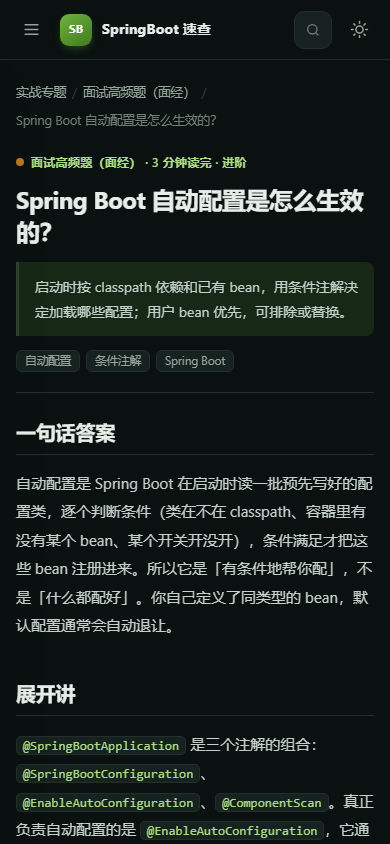 SB SpringBoot 速查
实战专题 / 面试高频题（面经） /
Spring Boot 自动配置是怎么生效的？
面试高频题（面经） · 3 分钟读完 · 进阶
Spring Boot 自动配置是怎么生效
的？
启动时按 classpath 依赖和已有 bean，用条件注解决
定加载哪些配置；用户 bean 优先，可排除或替换。
自动配置 条件注解 Spring Boot
一句话答案
自动配置是 Spring Boot 在启动时读一批预先写好的配
置类，逐个判断条件（类在不在 classpath、容器里有
没有某个 bean、某个开关开没开），条件满足才把这
些 bean 注册进来。所以它是「有条件地帮你配」，不
是「什么都配好」。你自己定义了同类型的 bean，默
认配置通常会自动退让。
展开讲
@SpringBootApplication 是三个注解的组合：
@SpringBootConfiguration、
@EnableAutoConfiguration、@ComponentScan。真正
负责自动配置的是 @EnableAutoConfiguration，它通